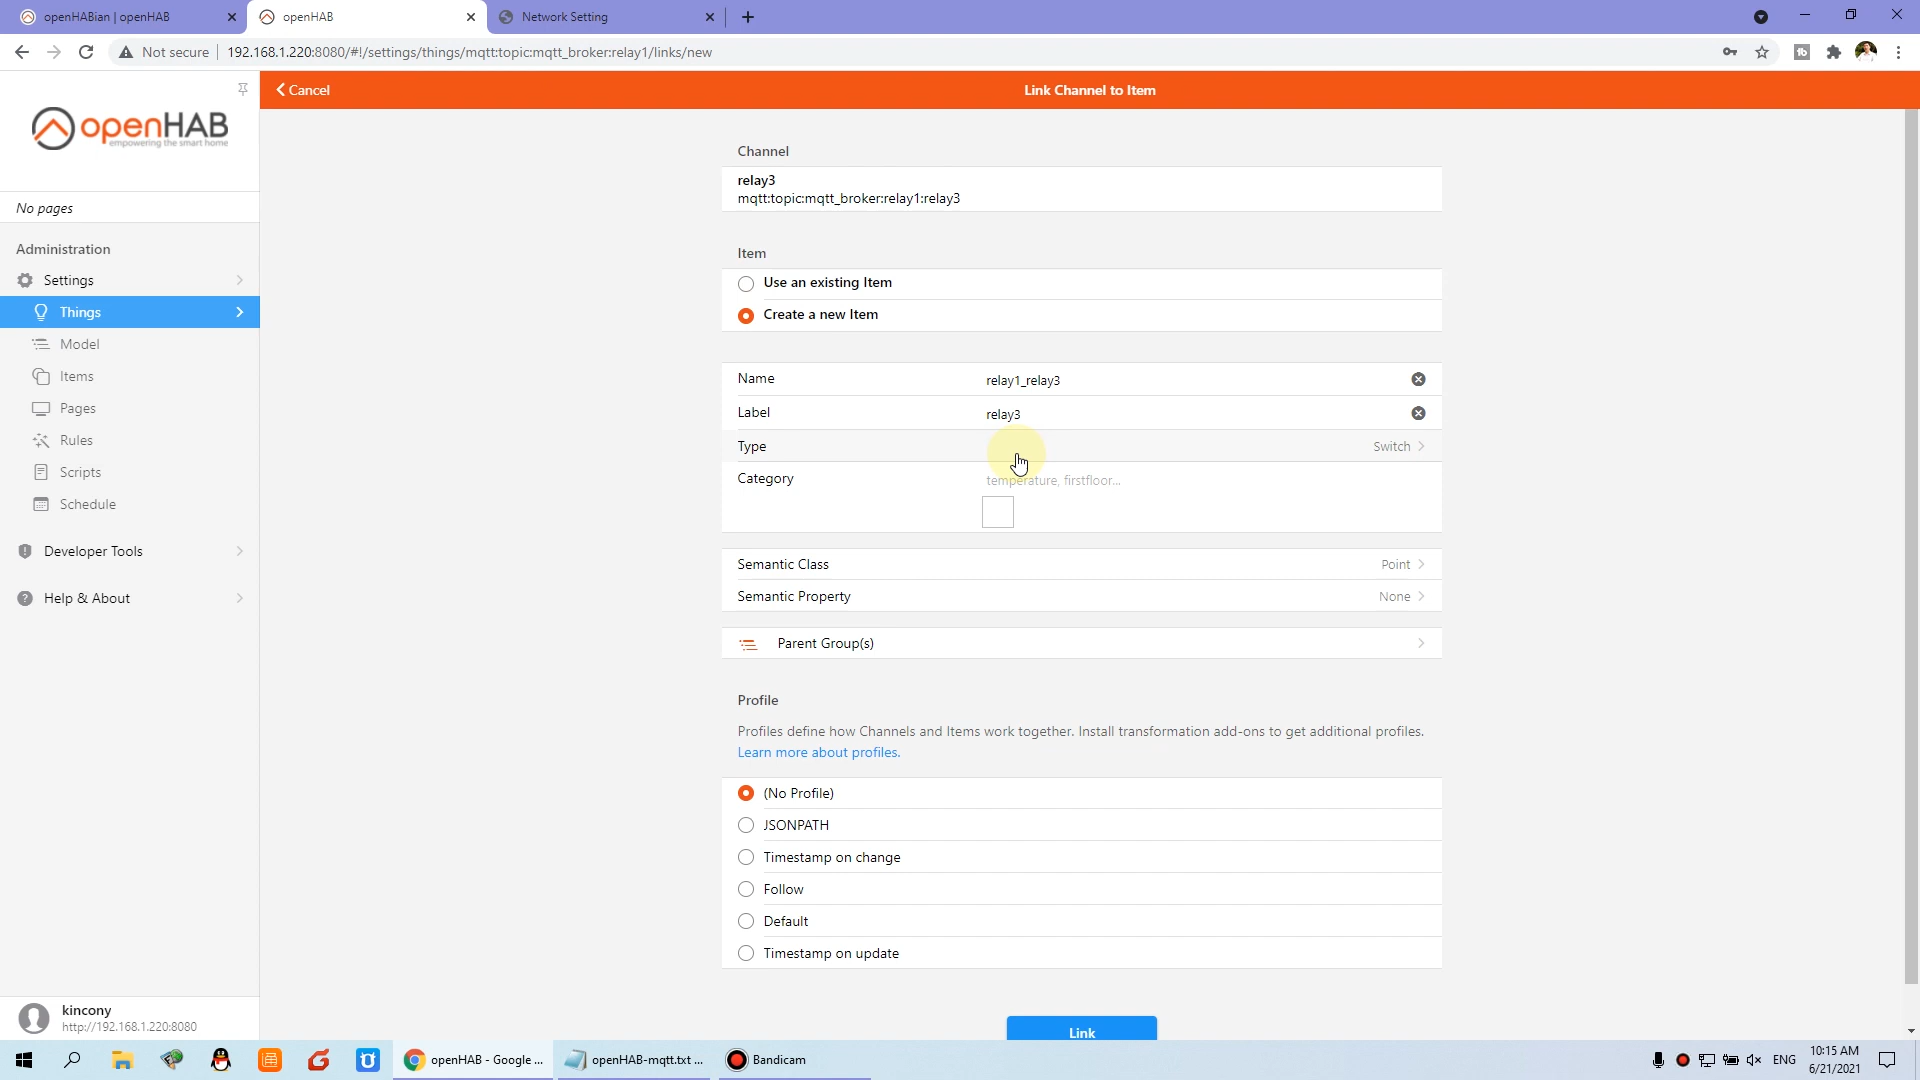 openHABian | openHAB
openHAB
Network Setting
Not secure
192.168.1.220:8080/#!/settings/things/mqtt:topic:mqtt_broker:relay1/links/new
openHAB
empowering the smart home
Cancel
Link Channel to Item
No pages
Administration
Settings
Things
Model
Items
Pages
Rules
Scripts
Schedule
Developer Tools
Help & About
kincony
http://192.168.1.220:8080
Channel
relay3
mqtt:topic:mqtt_broker:relay1:relay3
Item
Use an existing Item
Create a new Item
Name relay1_relay3
Label relay3
Type Switch
Category temperature, firstfloor...
Semantic Class Point
Semantic Property None
Parent Group(s)
Profile
Profiles define how Channels and Items work together. Install transformation add-ons to get additional profiles.
Learn more about profiles.
(No Profile)
JSONPATH
Timestamp on change
Follow
Default
Timestamp on update
Link
openHAB - Google ...
openHAB-mqtt.txt ...
Bandicam
ENG
10:15 AM
6/21/2021